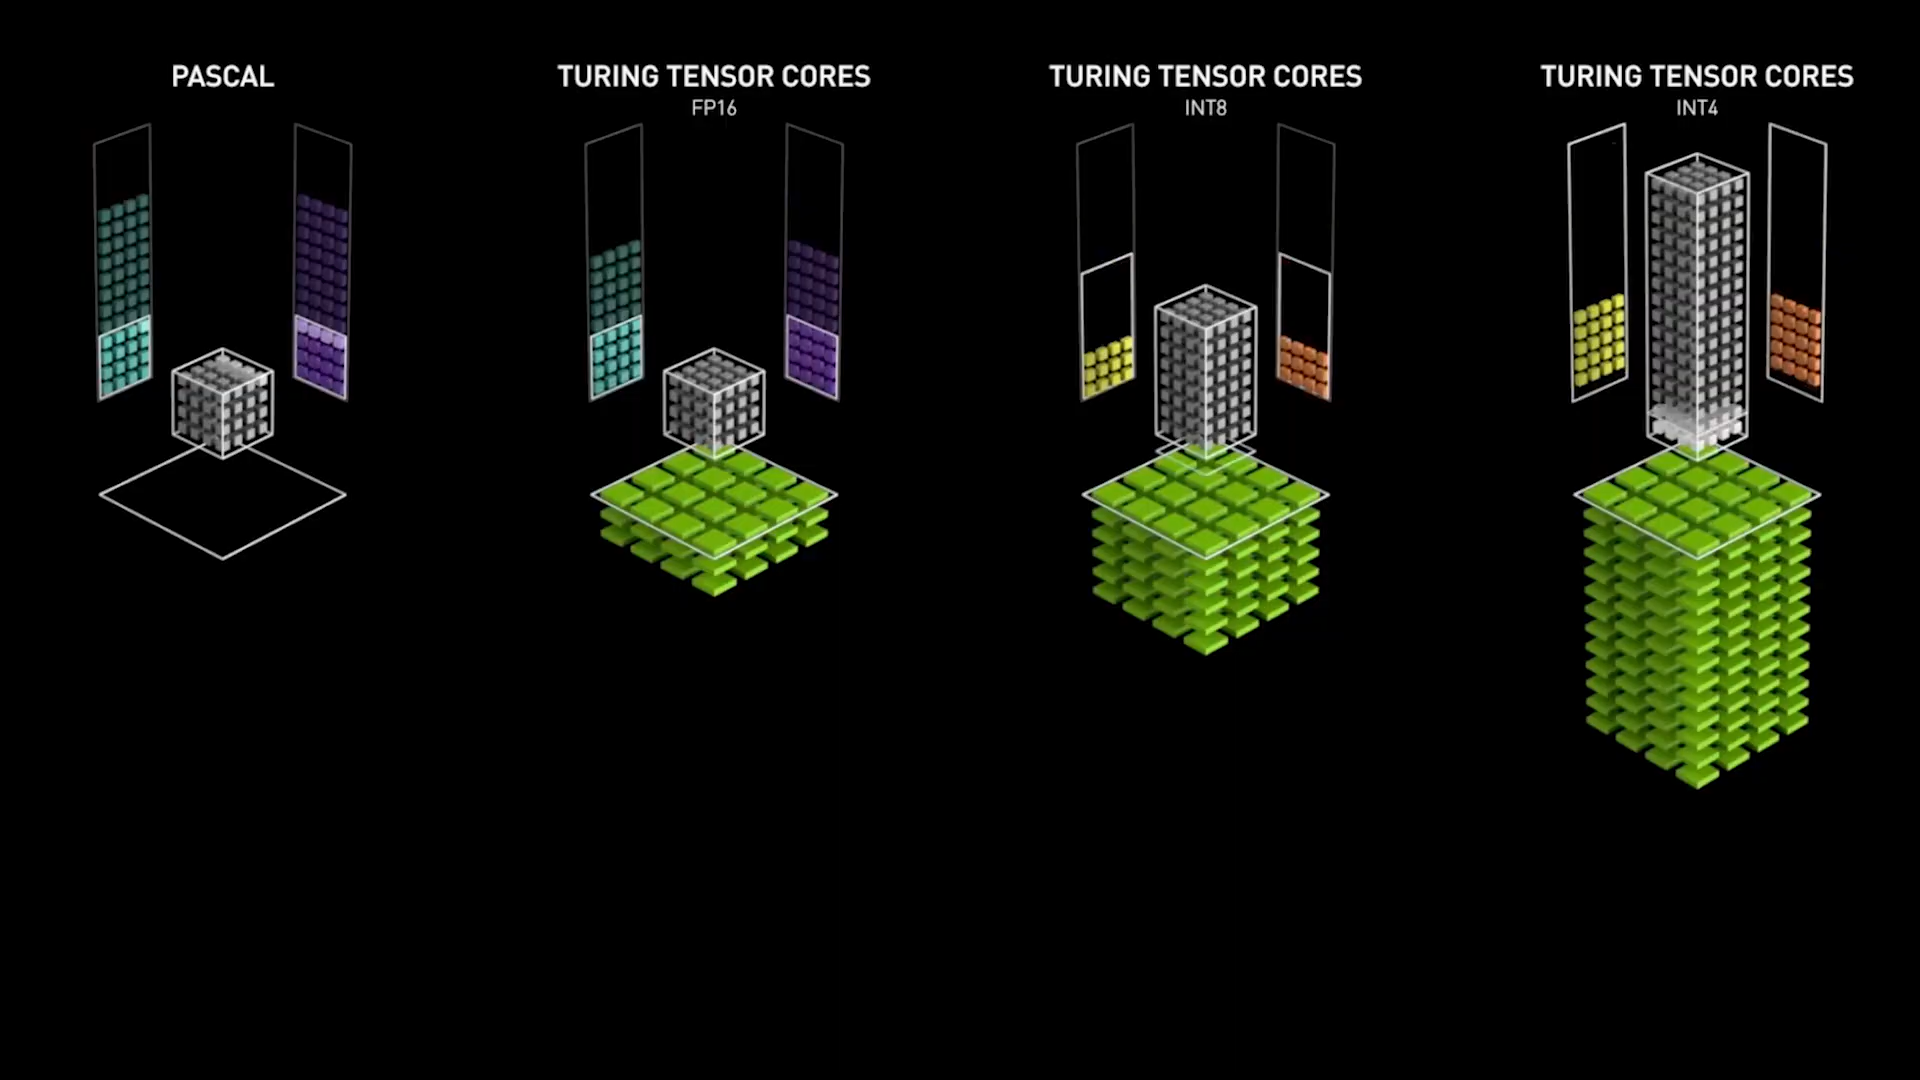 PASCAL
TURING TENSOR CORES
FP16
TURING TENSOR CORES
INT8
TURING TENSOR CORES
INT4